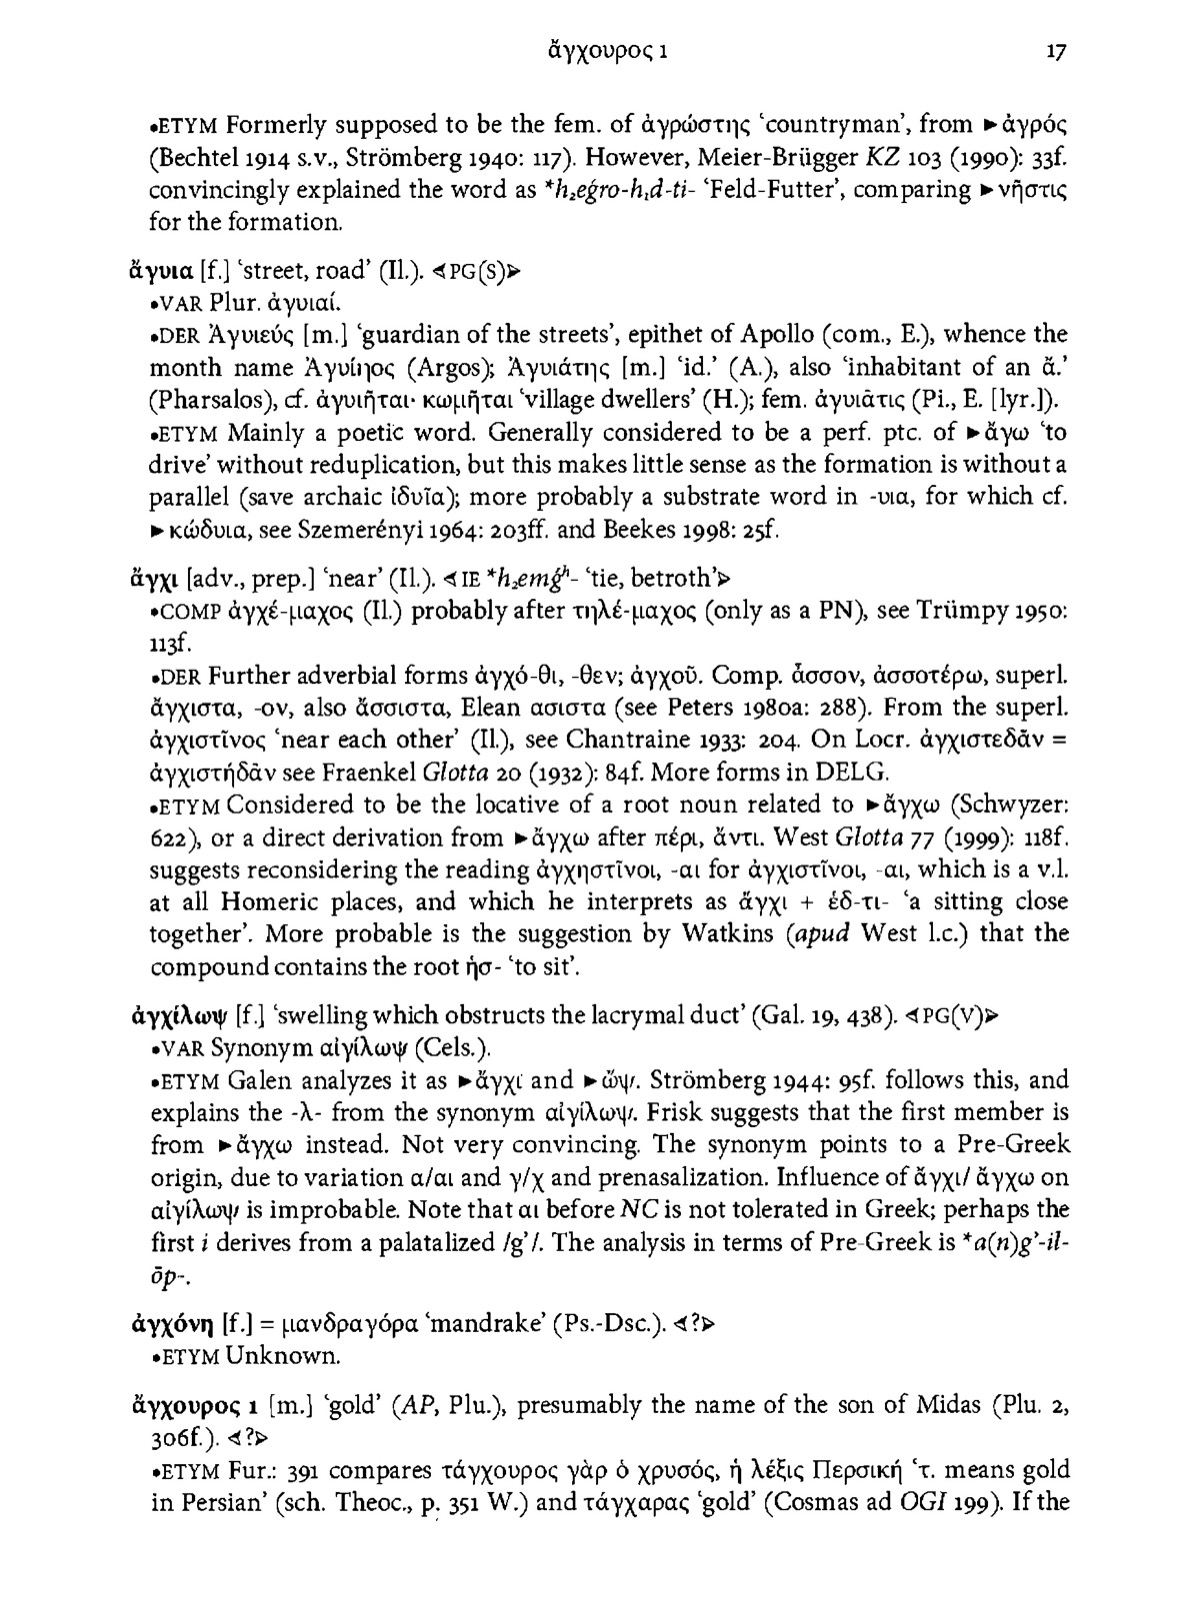 ἄγχουρος 1 17
•ETYM Formerly supposed to be the fem. of ἀγρώστης ‘countryman’, from ►ἀγρός
(Bechtel 1914 s.v., Strömberg 1940: 117). However, Meier-Brügger KZ 103 (1990): 33f.
convincingly explained the word as *h₂eǵro-h₁d-ti- ‘Feld-Futter’, comparing ►νῆστις
for the formation.
ἄγυια [f.] ‘street, road’ (Il.). ⋖PG(S)⋗
•VAR Plur. ἀγυιαί.
•DER Ἀγυιεύς [m.] ‘guardian of the streets’, epithet of Apollo (com., E.), whence the
month name Ἀγυίηος (Argos); Ἀγυιάτης [m.] ‘id.’ (A.), also ‘inhabitant of an ἄ.’
(Pharsalos), cf. ἀγυιῆται· κωμῆται ‘village dwellers’ (H.); fem. ἀγυιᾶτις (Pi., E. [lyr.]).
•ETYM Mainly a poetic word. Generally considered to be a perf. ptc. of ►ἄγω ‘to
drive’ without reduplication, but this makes little sense as the formation is without a
parallel (save archaic ἰδυῖα); more probably a substrate word in -υια, for which cf.
►κώδυια, see Szemerényi 1964: 203ff. and Beekes 1998: 25f.
ἄγχι [adv., prep.] ‘near’ (Il.). ⋖IE *h₂emǵʰ- ‘tie, betroth’⋗
•COMP ἀγχέ-μαχος (Il.) probably after τηλέ-μαχος (only as a PN), see Trümpy 1950:
113f.
•DER Further adverbial forms ἀγχό-θι, -θεν; ἀγχοῦ. Comp. ἆσσον, ἀσσοτέρω, superl.
ἄγχιστα, -ον, also ἄσσιστα, Elean ασιστα (see Peters 1980a: 288). From the superl.
ἀγχιστῖνος ‘near each other’ (Il.), see Chantraine 1933: 204. On Locr. ἀγχιστεδᾶν =
ἀγχιστήδᾶν see Fraenkel Glotta 20 (1932): 84f. More forms in DELG.
•ETYM Considered to be the locative of a root noun related to ►ἄγχω (Schwyzer:
622), or a direct derivation from ►ἄγχω after πέρι, ἄντι. West Glotta 77 (1999): 118f.
suggests reconsidering the reading ἀγχηστῖνοι, -αι for ἀγχιστῖνοι, -αι, which is a v.l.
at all Homeric places, and which he interprets as ἄγχι + ἑδ-τι- ‘a sitting close
together’. More probable is the suggestion by Watkins (apud West l.c.) that the
compound contains the root ἡσ- ‘to sit’.
ἀγχίλωψ [f.] ‘swelling which obstructs the lacrymal duct’ (Gal. 19, 438). ⋖PG(V)⋗
•VAR Synonym αἰγίλωψ (Cels.).
•ETYM Galen analyzes it as ►ἄγχι and ►ὤψ. Strömberg 1944: 95f. follows this, and
explains the -λ- from the synonym αἰγίλωψ. Frisk suggests that the first member is
from ►ἄγχω instead. Not very convincing. The synonym points to a Pre-Greek
origin, due to variation α/αι and γ/χ and prenasalization. Influence of ἄγχι/ ἄγχω on
αἰγίλωψ is improbable. Note that αι before NC is not tolerated in Greek; perhaps the
first i derives from a palatalized /g’/. The analysis in terms of Pre-Greek is *a(n)g’-il-
ōp-.
ἀγχόνη [f.] = μανδραγόρα ‘mandrake’ (Ps.-Dsc.). ⋖?⋗
•ETYM Unknown.
ἄγχουρος 1 [m.] ‘gold’ (AP, Plu.), presumably the name of the son of Midas (Plu. 2,
306f.). ⋖?⋗
•ETYM Fur.: 391 compares τάγχουρος γὰρ ὁ χρυσός, ἡ λέξις Περσική ‘τ. means gold
in Persian’ (sch. Theoc., p. 351 W.) and τάγχαρας ‘gold’ (Cosmas ad OGI 199). If the